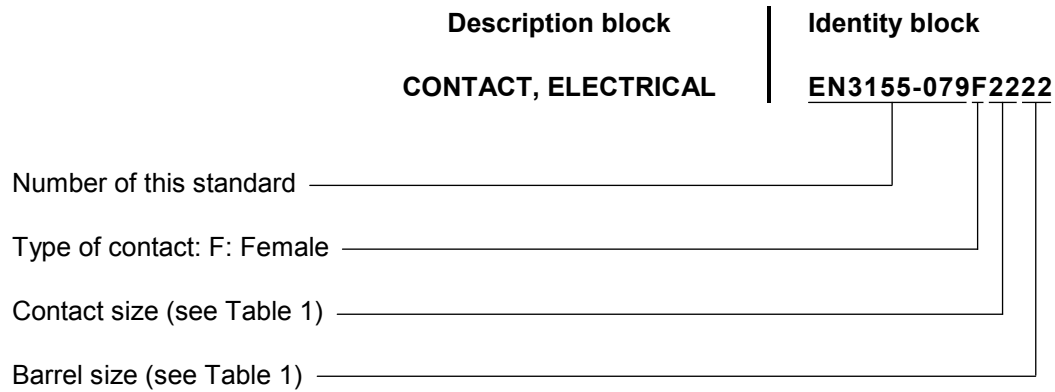 Description block Identity block
CONTACT, ELECTRICAL EN3155-079F2222
Number of this standard
Type of contact: F: Female
Contact size (see Table 1)
Barrel size (see Table 1)